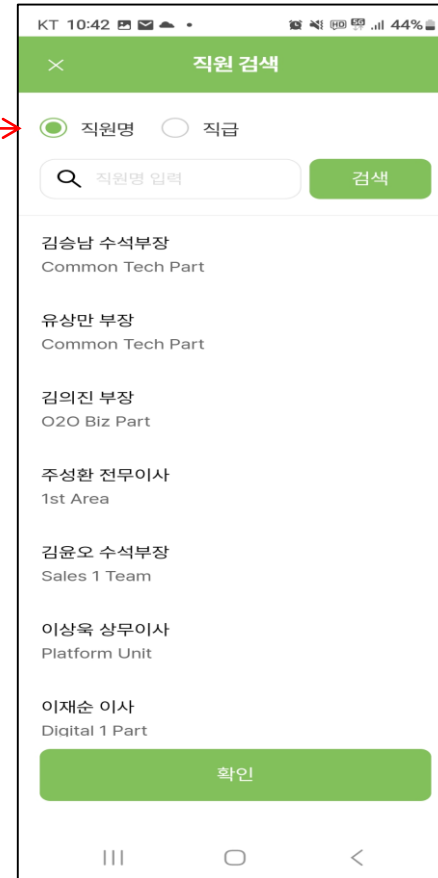 KT 10:42 44%
직원 검색
직원명 직급
직원명 입력 검색
김승남 수석부장
Common Tech Part
유상만 부장
Common Tech Part
김의진 부장
O2O Biz Part
주성환 전무이사
1st Area
김윤오 수석부장
Sales 1 Team
이상욱 상무이사
Platform Unit
이재순 이사
Digital 1 Part
확인